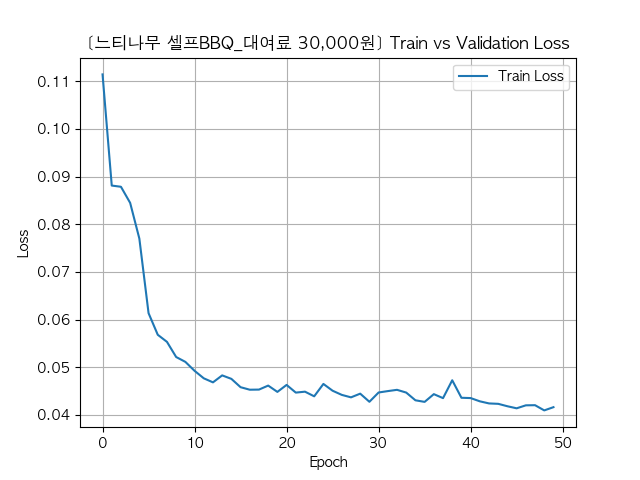 [느티나무 셀프BBQ_대여료 30,000원] Train vs Validation Loss
Train Loss
0.11
0.10
0.09
0.08
0.07
0.06
0.05
0.04
Loss
0 10 20 30 40 50
Epoch